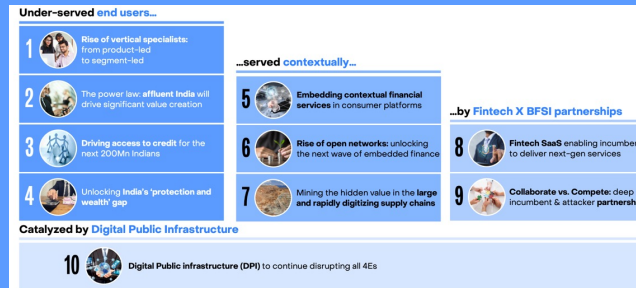 Under-served end users...
1
Rise of vertical specialists:
from product-led
to segment-led
2
The power law: affluent India will
drive significant value creation
3
Driving access to credit for the
next 200Mn Indians
4
Unlocking India's 'protection and
wealth' gap
...served contextually...
5
Embedding contextual financial
services in consumer platforms
6
Rise of open networks: unlocking
the next wave of embedded finance
7
Mining the hidden value in the large
and rapidly digitizing supply chains
...by Fintech X BFSI partnerships
8
Fintech SaaS enabling incumben
to deliver next-gen services
9
Collaborate vs. Compete: deep
incumbent & attacker partnersh
Catalyzed by Digital Public Infrastructure
10
Digital Public infrastructure (DPI) to continue disrupting all 4Es